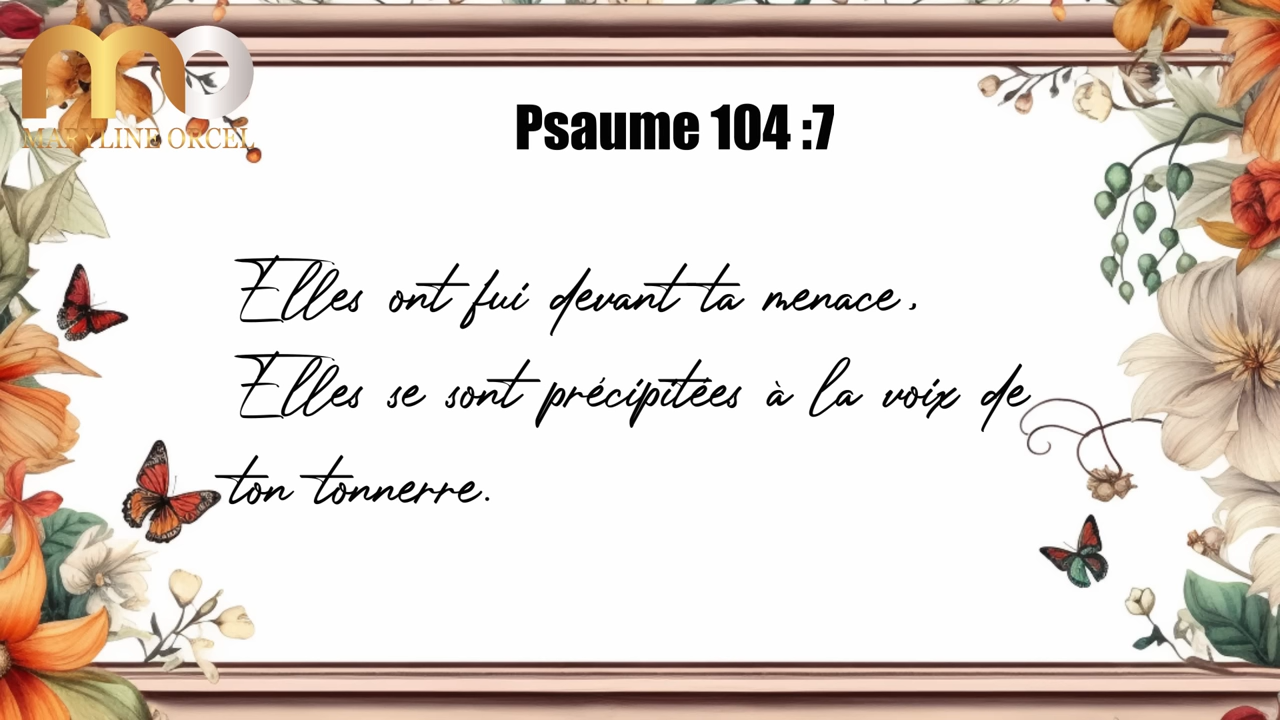 mo
MARYLINE ORCEL
Psaume 104 :7
Elles ont fui devant ta menace,
Elles se sont précipitées à la voix de
ton tonnerre.